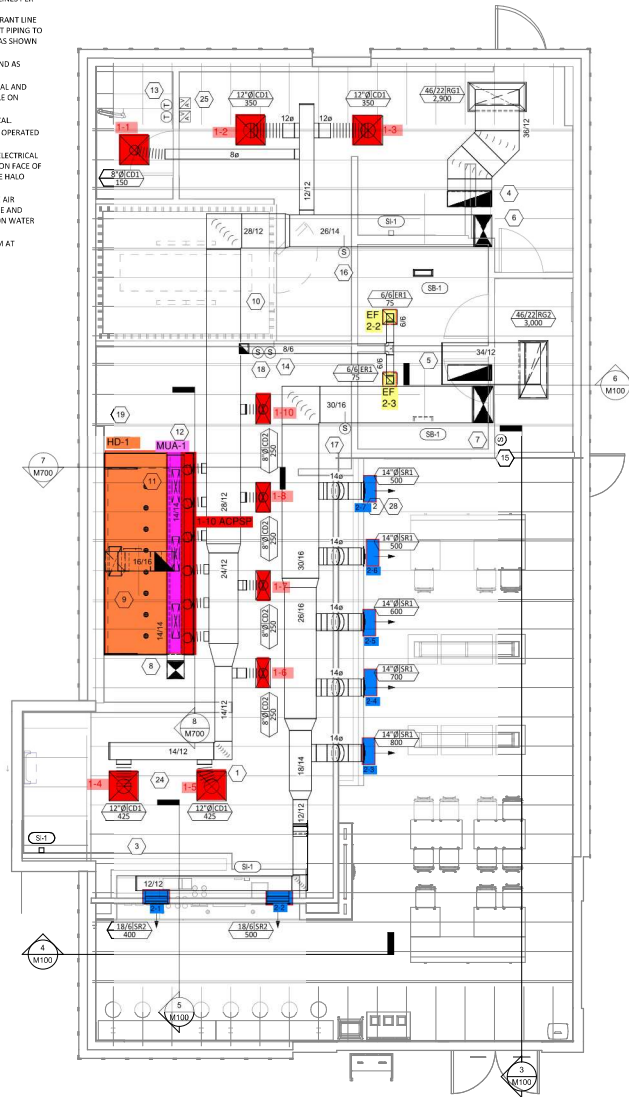 LINES PER
RANT LINE
T PIPING TO
AS SHOWN
ND AS
AL AND
E ON
CAL.
OPERATED
ELECTRICAL
ON FACE OF
E HALO
AIR
E AND
ON WATER
M AT
13
T
T
25
12"Ø CD1
350
12"Ø CD1
350
46/22 RG1
2,900
1-1
1-2
12ø
12ø
1-3
36/12
8ø
8"Ø CD1
150
12/12
4
SI-1
6
28/12
26/14
S
16
10
6/6 ER1
75
SB-1
EF
2-2
6/6
46/22 RG2
3,000
8/6
S S
18
14
6/6
5
34/12
6/6 ER1
75
EF
2-3
6
M100
1-10
30/16
19
12
17
S
SB-1
7
S
15
HD-1
MUA-1
8"Ø CD2
250
7
M700
11
14/14
1-8
14ø
14"Ø SR1
500
2-7
2
28
28/12
1-10 ACPSP
8"Ø CD2
250
14ø
14"Ø SR1
500
2-6
16/16
24/12
30/16
1-7
26/16
9
14/14
8"Ø CD2
250
14ø
14"Ø SR1
600
2-5
8
1-6
14ø
14"Ø SR1
700
2-4
14/12
8"Ø CD2
250
8
M700
14/12
14ø
14"Ø SR1
800
2-3
18/14
1-4
24
1-5
1
12"Ø CD1
425
12"Ø CD1
425
12/12
SI-1
3
SI-1
12/12
2-1
2-2
18/6 SR2
400
18/6 SR2
500
4
M100
5
M100
3
M100